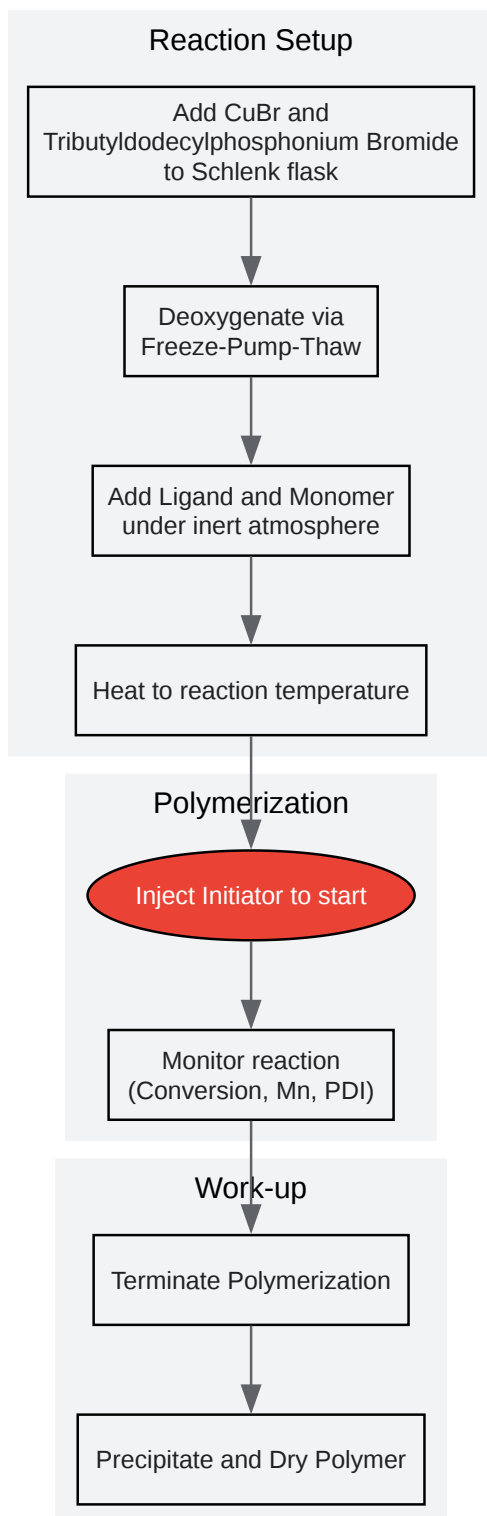 Reaction Setup
Add CuBr and
Tributyldodecylphosphonium Bromide
to Schlenk flask
Deoxygenate via
Freeze-Pump-Thaw
Add Ligand and Monomer
under inert atmosphere
Heat to reaction temperature
Polymerization
Inject Initiator to start
Monitor reaction
(Conversion, Mn, PDI)
Work-up
Terminate Polymerization
Precipitate and Dry Polymer